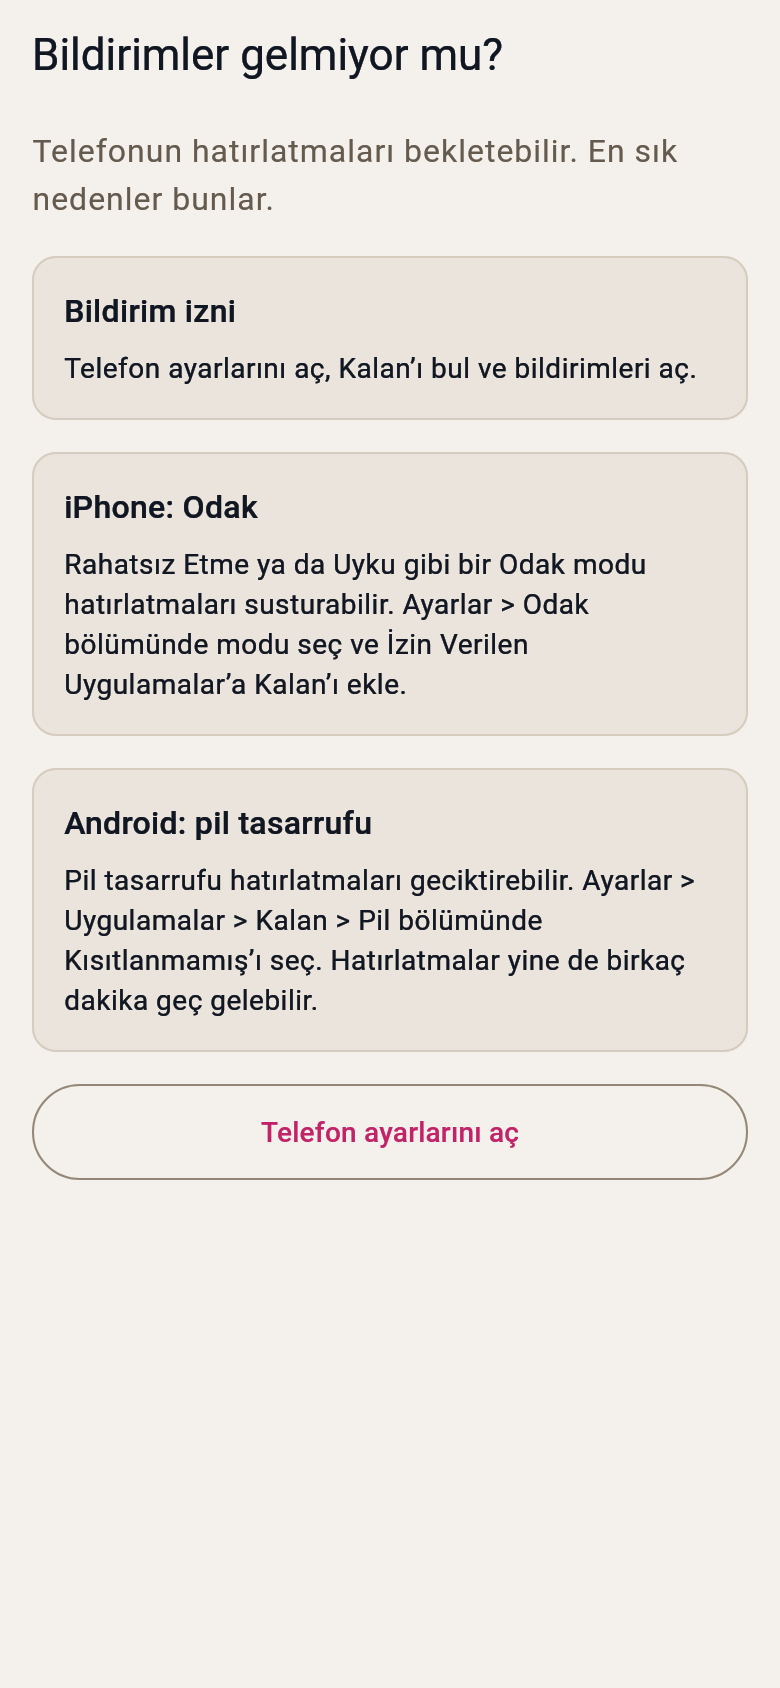 Bildirimler gelmiyor mu?
Telefonun hatırlatmaları bekletebilir. En sık
nedenler bunlar.
Bildirim izni
Telefon ayarlarını aç, Kalan’ı bul ve bildirimleri aç.
iPhone: Odak
Rahatsız Etme ya da Uyku gibi bir Odak modu
hatırlatmaları susturabilir. Ayarlar > Odak
bölümünde modu seç ve İzin Verilen
Uygulamalar’a Kalan’ı ekle.
Android: pil tasarrufu
Pil tasarrufu hatırlatmaları geciktirebilir. Ayarlar >
Uygulamalar > Kalan > Pil bölümünde
Kısıtlanmamış’ı seç. Hatırlatmalar yine de birkaç
dakika geç gelebilir.
Telefon ayarlarını aç